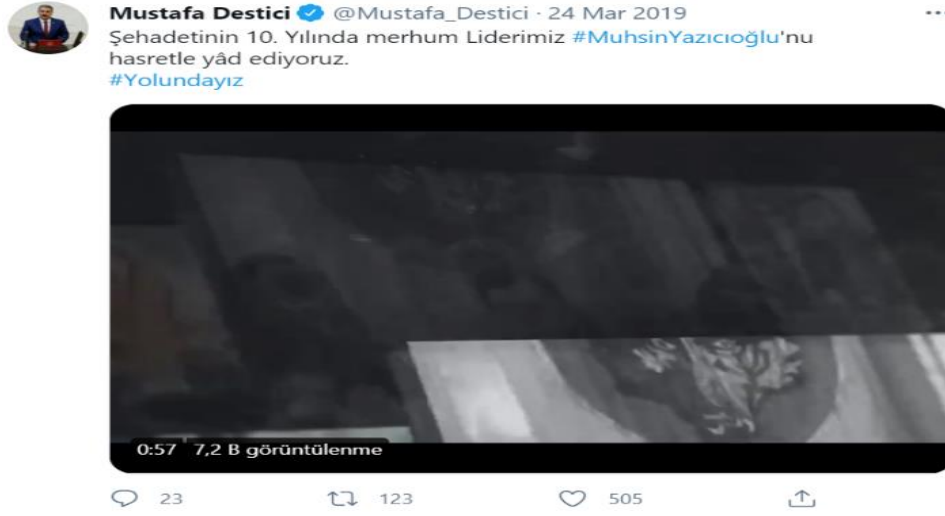 Mustafa Destici @Mustafa_Destici · 24 Mar 2019
Şehadetinin 10. Yılında merhum Liderimiz #MuhsinYazıcıoğlu'nu
hasretle yâd ediyoruz.
#Yolundayız
0:57 7,2 B görüntülenme
23 123 505